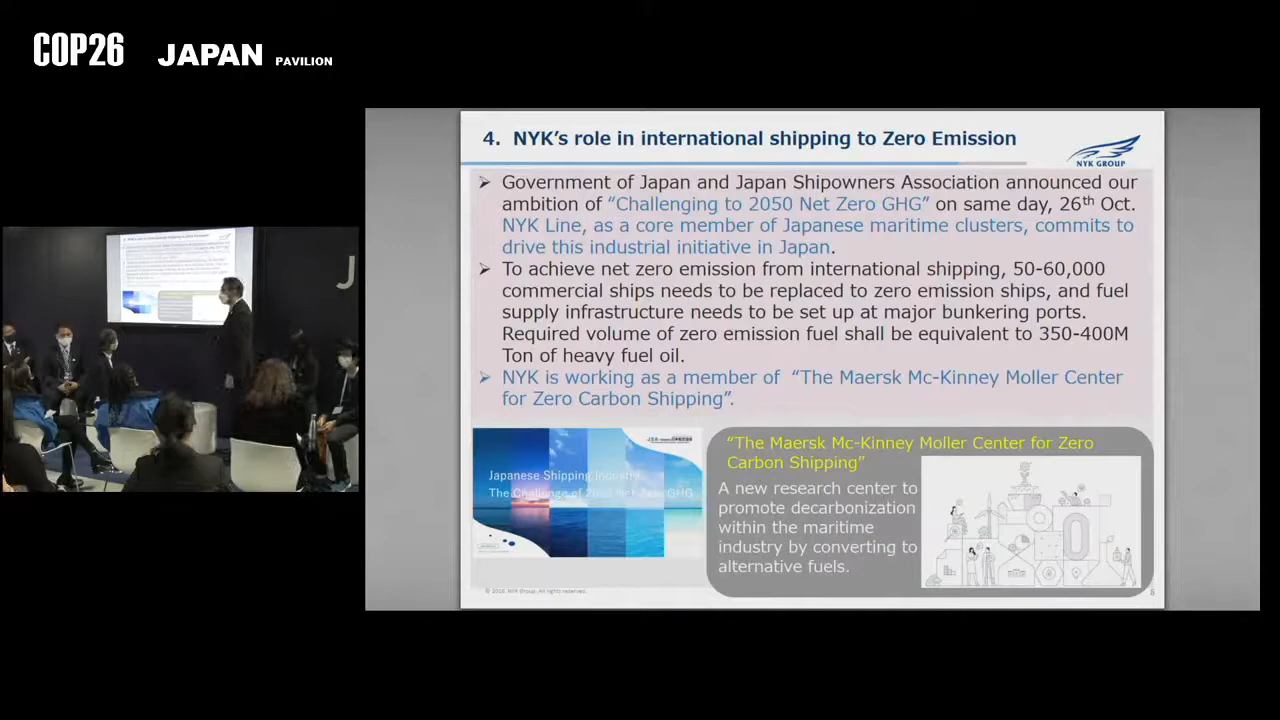 COP26 JAPAN PAVILION
4. NYK's role in international shipping to Zero Emission
NYK GROUP
➢ Government of Japan and Japan Shipowners Association announced our
ambition of “Challenging to 2050 Net Zero GHG” on same day, 26th Oct.
NYK Line, as a core member of Japanese maritime clusters, commits to
drive this industrial initiative in Japan.
➢ To achieve net zero emission from international shipping, 50-60,000
commercial ships needs to be replaced to zero emission ships, and fuel
supply infrastructure needs to be set up at major bunkering ports.
Required volume of zero emission fuel shall be equivalent to 350-400M
Ton of heavy fuel oil.
➢ NYK is working as a member of “The Maersk Mc-Kinney Moller Center
for Zero Carbon Shipping”.
Japanese Shipping Industry
The Challenge of 2050 Net Zero GHG
“The Maersk Mc-Kinney Moller Center for Zero
Carbon Shipping”
A new research center to
promote decarbonization
within the maritime
industry by converting to
alternative fuels.
J